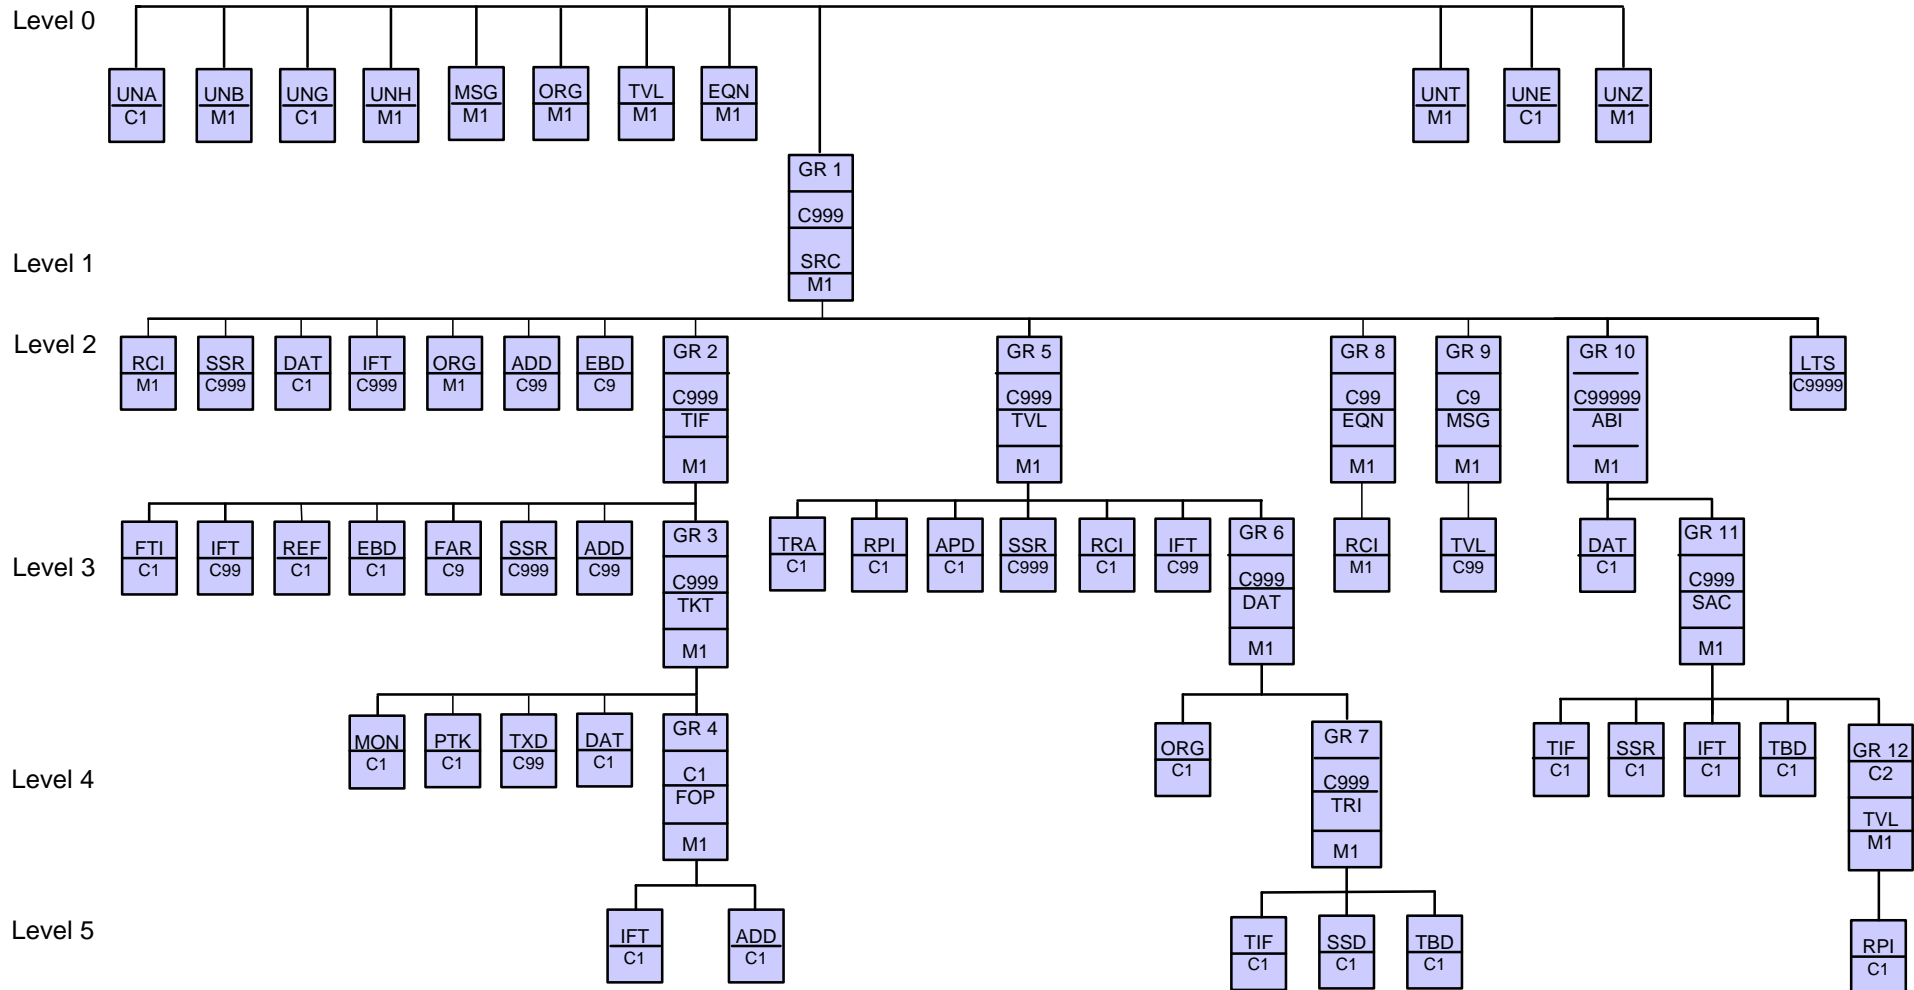 Level 0
UNA UNB UNG UNH MSG ORG TVL EQN UNT UNE UNZ
C1 M1 C1 M1 M1 M1 M1 M1 M1 C1 M1
GR 1
C999
Level 1 SRC
M1
Level 2
RCI SSR DAT IFT ORG ADD EBD GR 2 GR 5 GR 8 GR 9 GR 10 LTS
M1 C999 C1 C999 M1 C99 C9 C999 C999 C99 C9 C99999 C9999
TIF TVL EQN MSG ABI
M1 M1 M1 M1 M1
Level 3
FTI IFT REF EBD FAR SSR ADD GR 3 TRA RPI APD SSR RCI IFT GR 6 RCI TVL DAT GR 11
C1 C99 C1 C1 C9 C999 C99 C999 C1 C1 C1 C999 C1 C99 C999 M1 C99 C1 C999
TKT DAT SAC
M1 M1 M1
Level 4
MON PTK TXD DAT GR 4 ORG GR 7 TIF SSR IFT TBD GR 12
C1 C1 C99 C1 C1 C1 C999 C1 C1 C1 C1 C2
FOP TRI TVL
M1 M1 M1
Level 5
IFT ADD TIF SSD TBD RPI
C1 C1 C1 C1 C1 C1